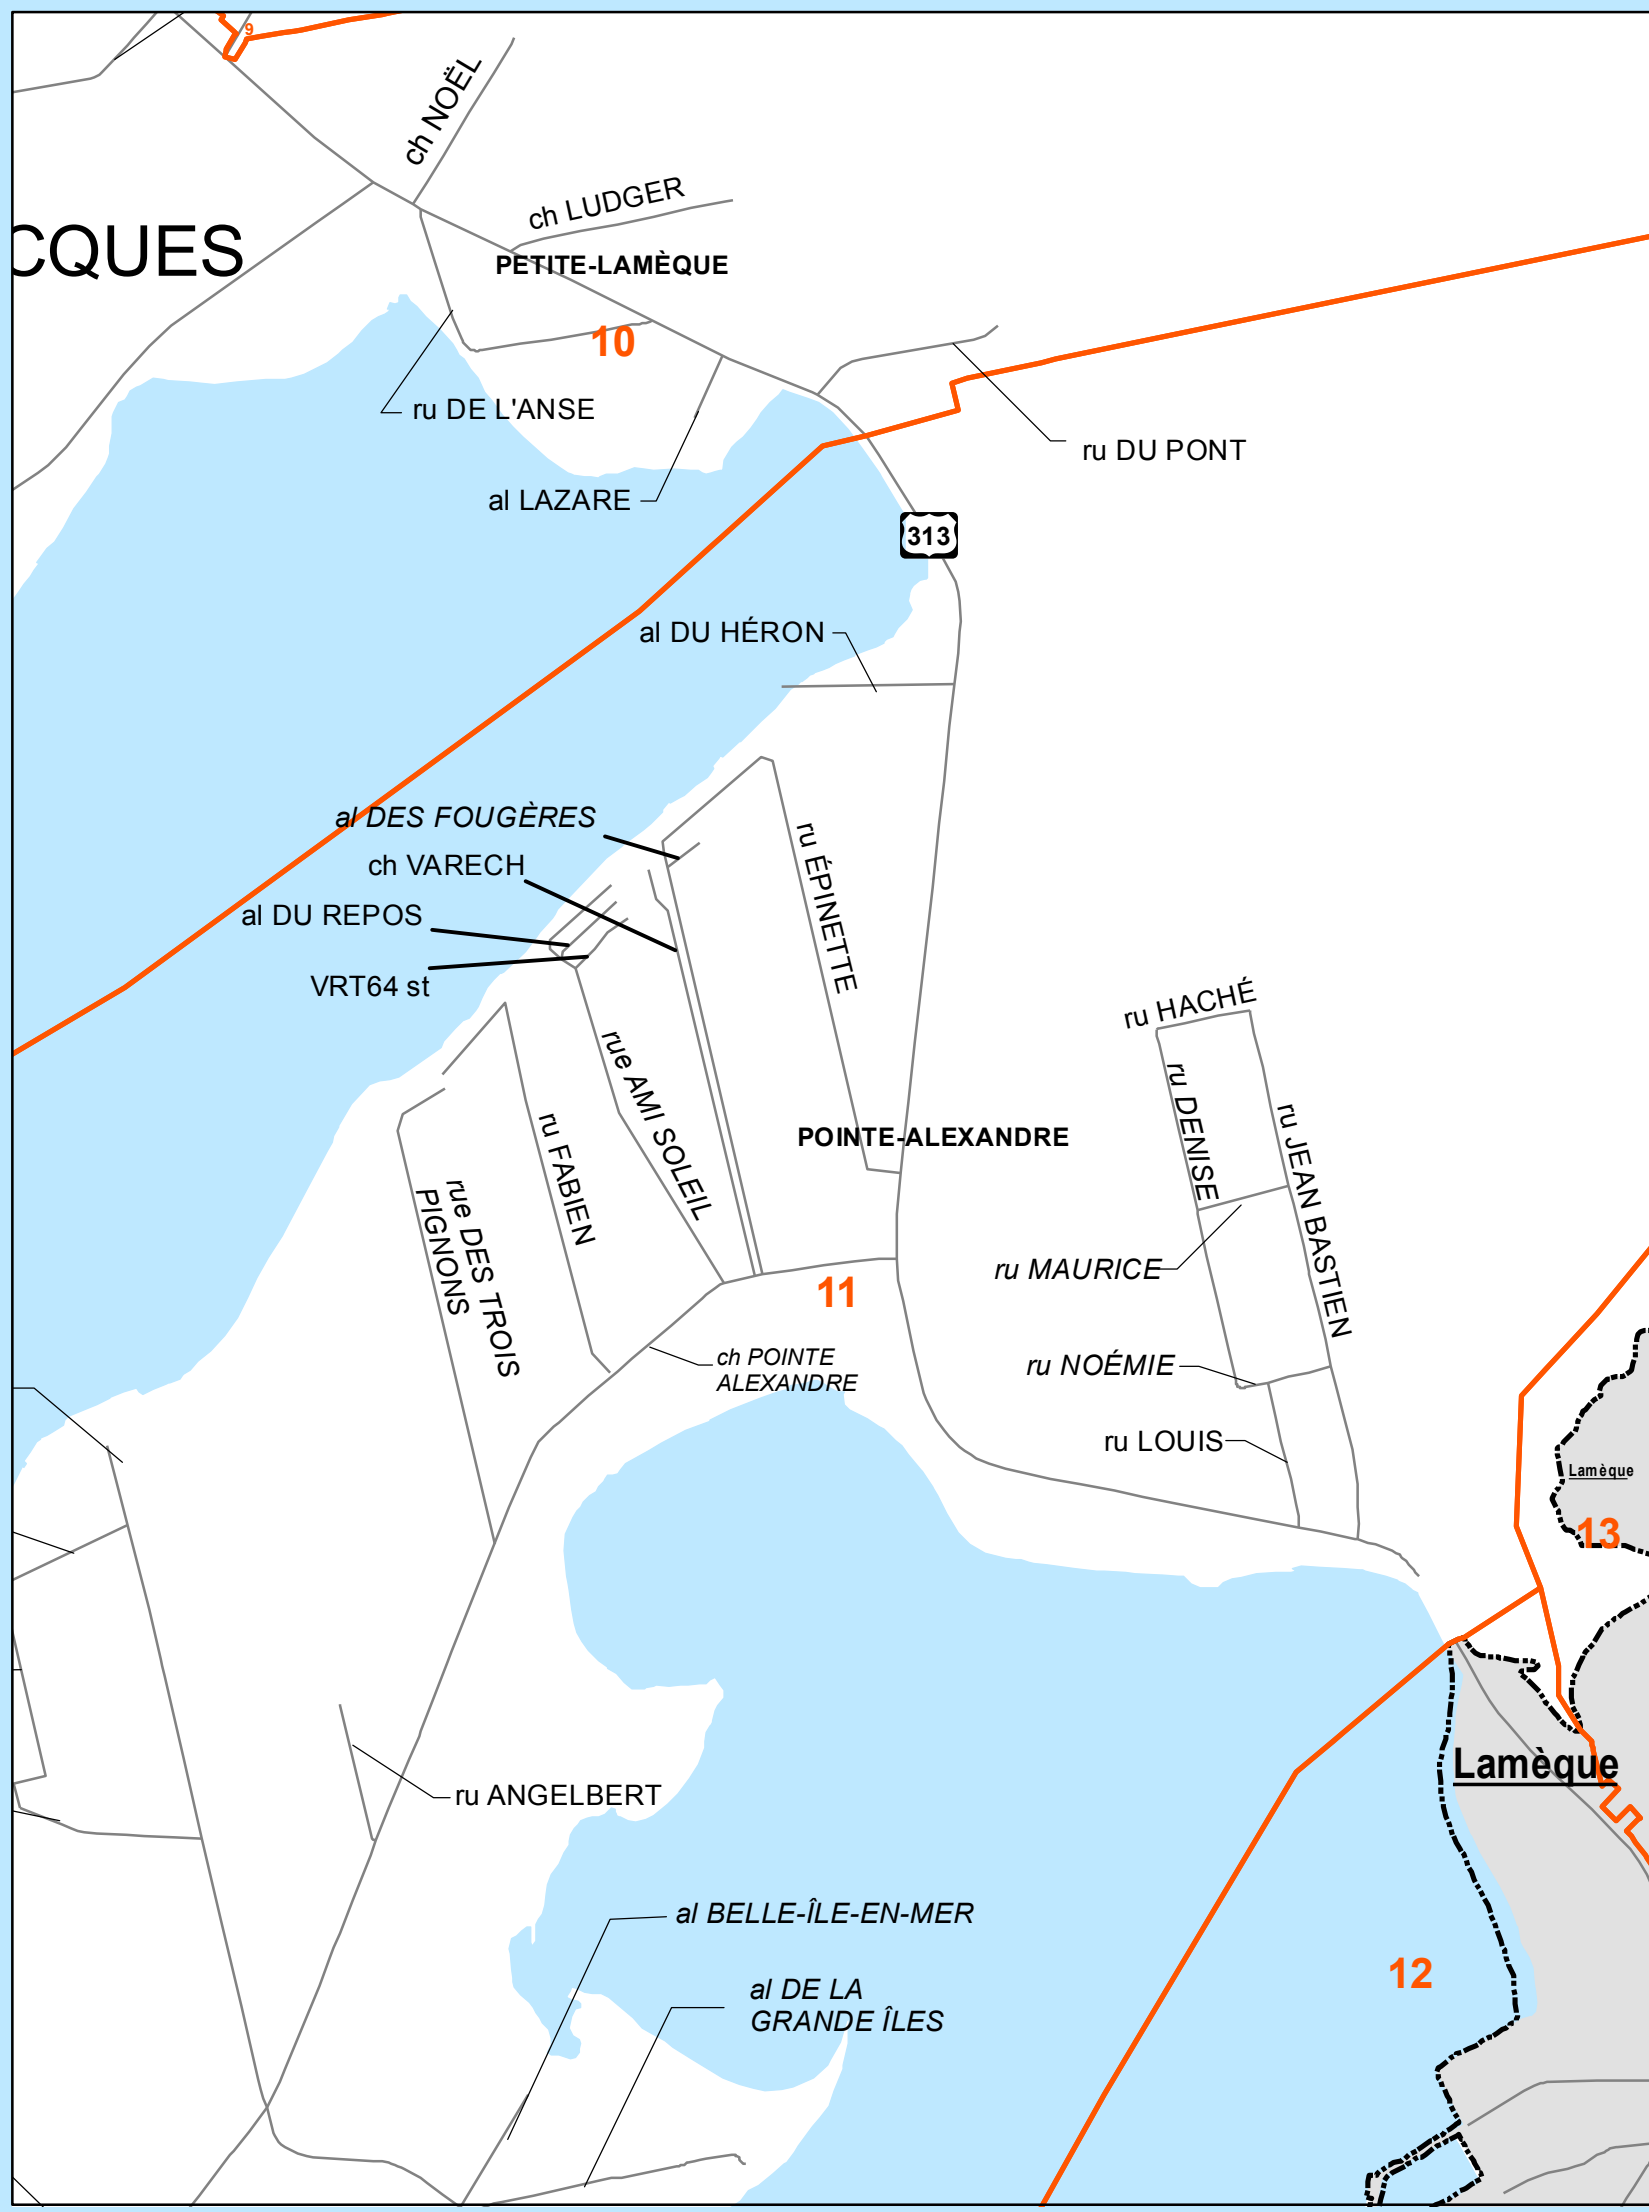 9
ch NOËL
ch LUDGER
CQUES
PETITE-LAMÈQUE
10
ru DE L'ANSE
ru DU PONT
al LAZARE
313
al DU HÉRON
al DES FOUGÈRES
ch VARECH
ru ÉPINETTE
al DU REPOS
VRT64 st
ru HACHÉ
rue AMI SOLEIL
ru DENISE
ru FABIEN
ru JEAN BASTIEN
POINTE-ALEXANDRE
rue DES TROIS
PIGNONS
ru MAURICE
11
ch POINTE
ALEXANDRE
ru NOÉMIE
ru LOUIS
Lamèque
13
Lamèque
ru ANGELBERT
al BELLE-ÎLE-EN-MER
12
al DE LA
GRANDE ÎLES